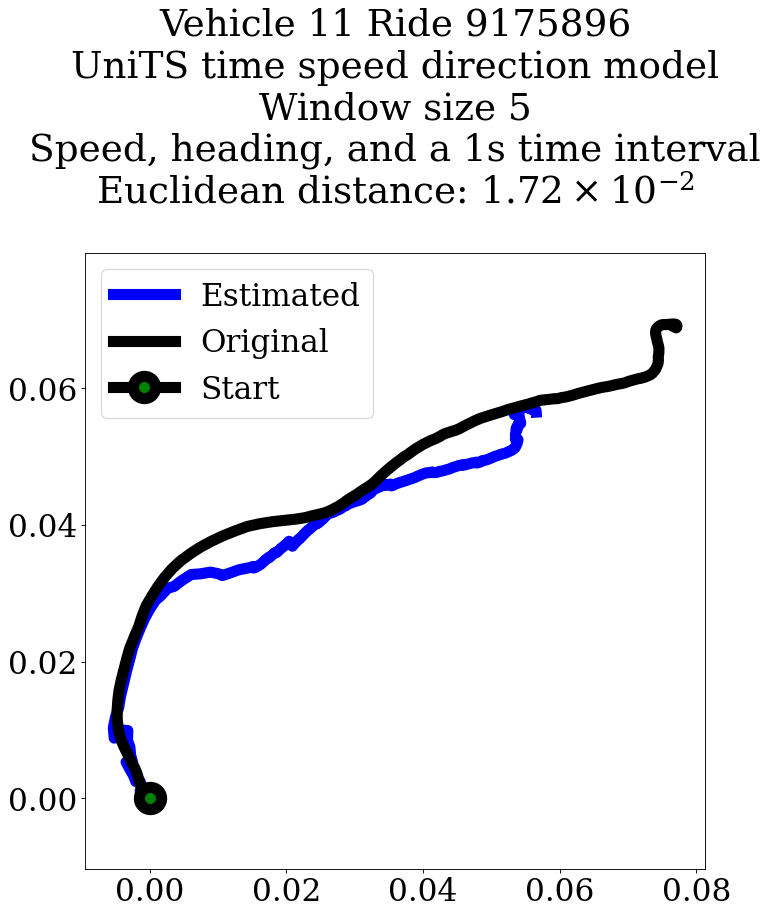 Vehicle 11 Ride 9175896
UniTS time speed direction model
Window size 5
Speed, heading, and a 1s time interval
Euclidean distance: 1.72 × 10⁻²
Estimated
Original
Start
0.06
0.04
0.02
0.00
0.00 0.02 0.04 0.06 0.08